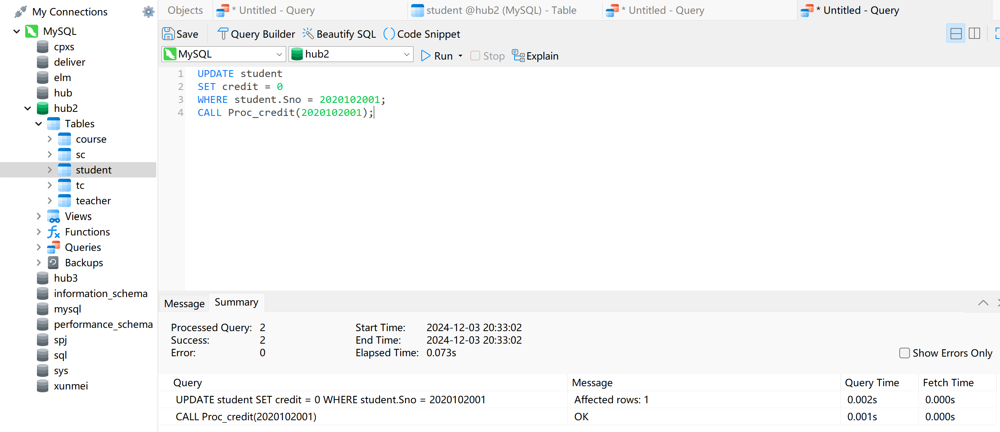 My Connections
MySQL
cpxs
deliver
elm
hub
hub2
Tables
course
sc
student
tc
teacher
Views
Functions
Queries
Backups
hub3
information_schema
mysql
performance_schema
spj
sql
sys
xunmei
Objects
* Untitled - Query
student @hub2 (MySQL) - Table
* Untitled - Query
* Untitled - Query
Save
Query Builder
Beautify SQL
Code Snippet
MySQL
hub2
Run
Stop
Explain
1 UPDATE student
2 SET credit = 0
3 WHERE student.Sno = 2020102001;
4 CALL Proc_credit(2020102001);
Message
Summary
Processed Query: 2
Success: 2
Error: 0
Start Time: 2024-12-03 20:33:02
End Time: 2024-12-03 20:33:02
Elapsed Time: 0.073s
Show Errors Only
Query Message Query Time Fetch Time
UPDATE student SET credit = 0 WHERE student.Sno = 2020102001 Affected rows: 1 0.002s 0.000s
CALL Proc_credit(2020102001) OK 0.001s 0.000s